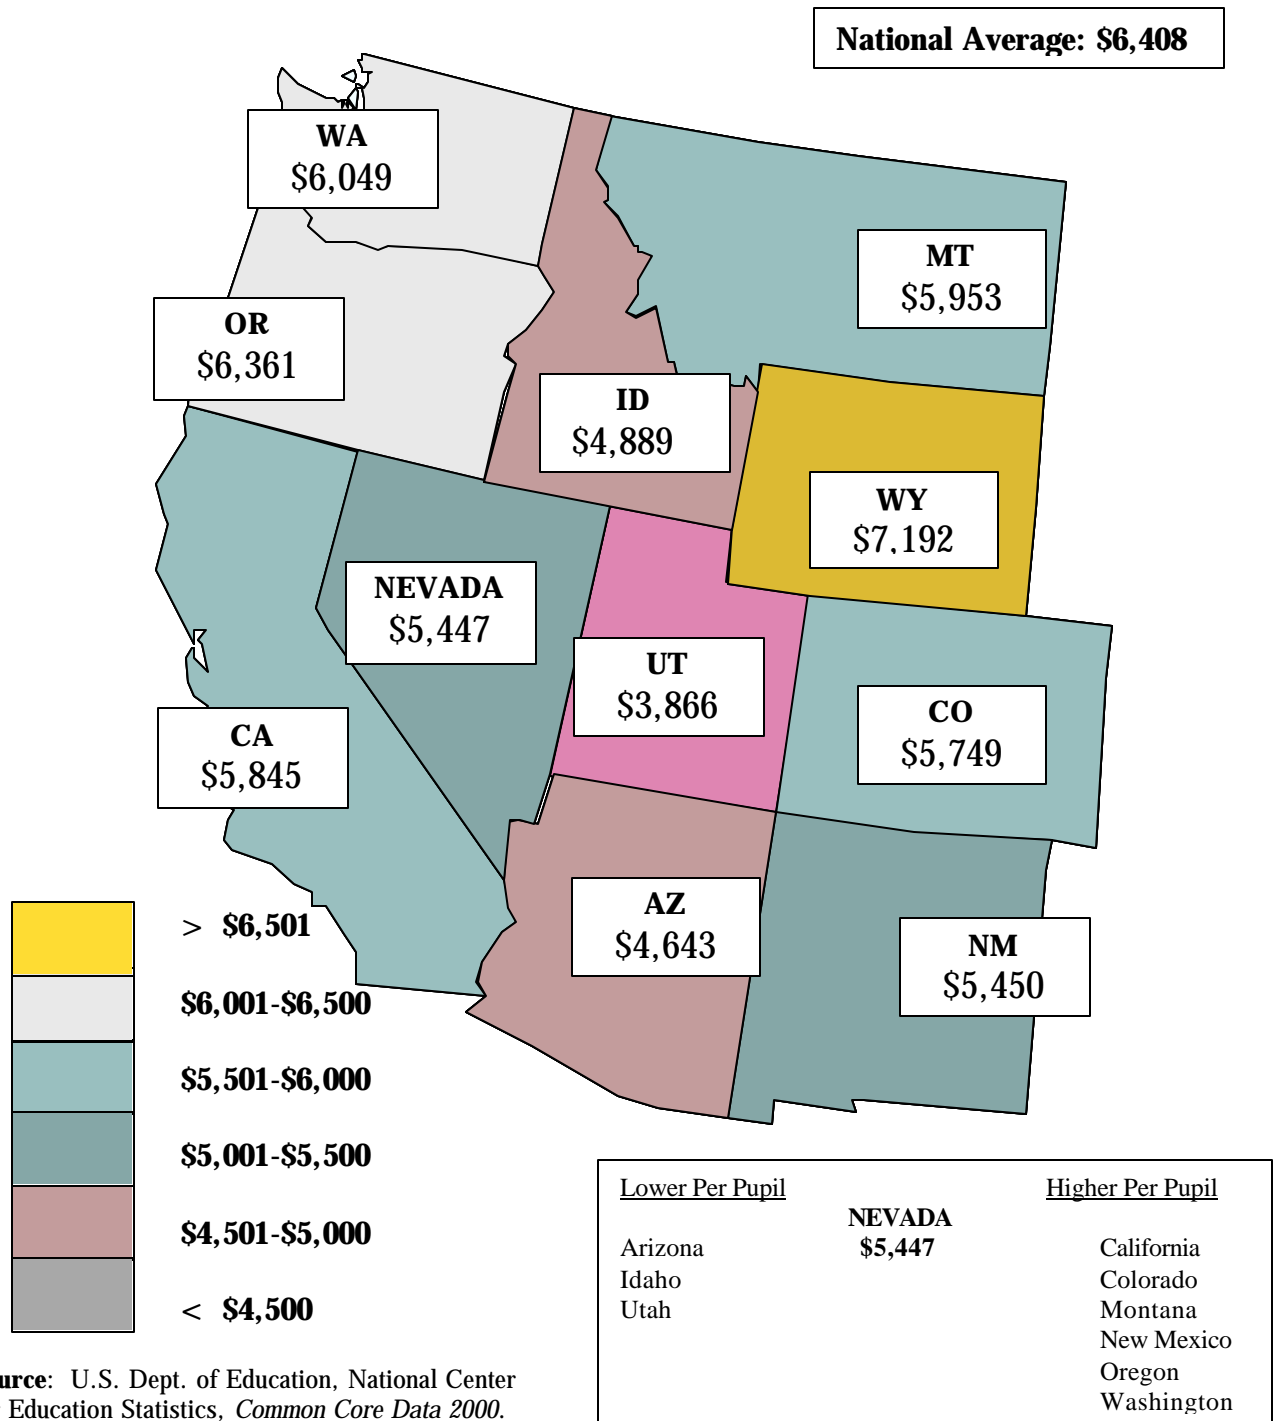 National Average: $6,408
WA
$6,049
MT
$5,953
OR
$6,361
ID
$4,889
WY
$7,192
NEVADA
$5,447
UT
$3,866
CO
$5,749
CA
$5,845
AZ
$4,643
NM
$5,450
> $6,501
$6,001-$6,500
$5,501-$6,000
$5,001-$5,500
$4,501-$5,000
< $4,500
Lower Per Pupil Higher Per Pupil
NEVADA
Arizona $5,447 California
Idaho Colorado
Utah Montana
New Mexico
Oregon
Washington
urce: U.S. Dept. of Education, National Center
Education Statistics, Common Core Data 2000.